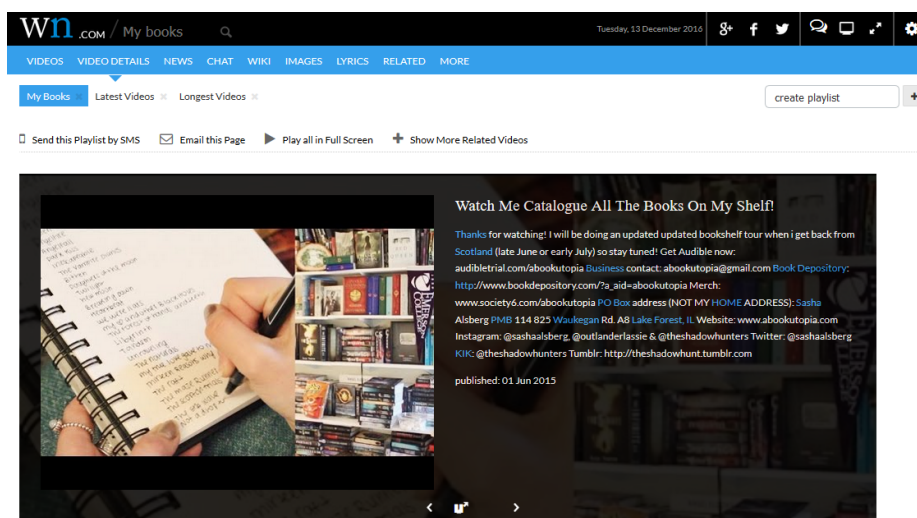 Wn.com / My books
Tuesday, 13 December 2016
VIDEOS VIDEO DETAILS NEWS CHAT WIKI IMAGES LYRICS RELATED MORE
My Books × Latest Videos × Longest Videos ×
create playlist +
Send this Playlist by SMS Email this Page Play all in Full Screen + Show More Related Videos
Watch Me Catalogue All The Books On My Shelf!
Thanks for watching! I will be doing an updated updated bookshelf tour when i get back from
Scotland (late June or early July) so stay tuned! Get Audible now:
audibletrial.com/abookutopia Business contact: abookutopia@gmail.com Book Depository:
http://www.bookdepository.com/?a_aid=abookutopia Merch:
www.society6.com/abookutopia PO Box address (NOT MY HOME ADDRESS): Sasha
Alsberg PMB 114 825 Waukegan Rd. A8 Lake Forest, IL Website: www.abookutopia.com
Instagram: @sashaalsberg, @outlanderlassie & @theshadowhunters Twitter: @sashaalsberg
KIK: @theshadowhunters Tumblr: http://theshadowhunt.tumblr.com
published: 01 Jun 2015